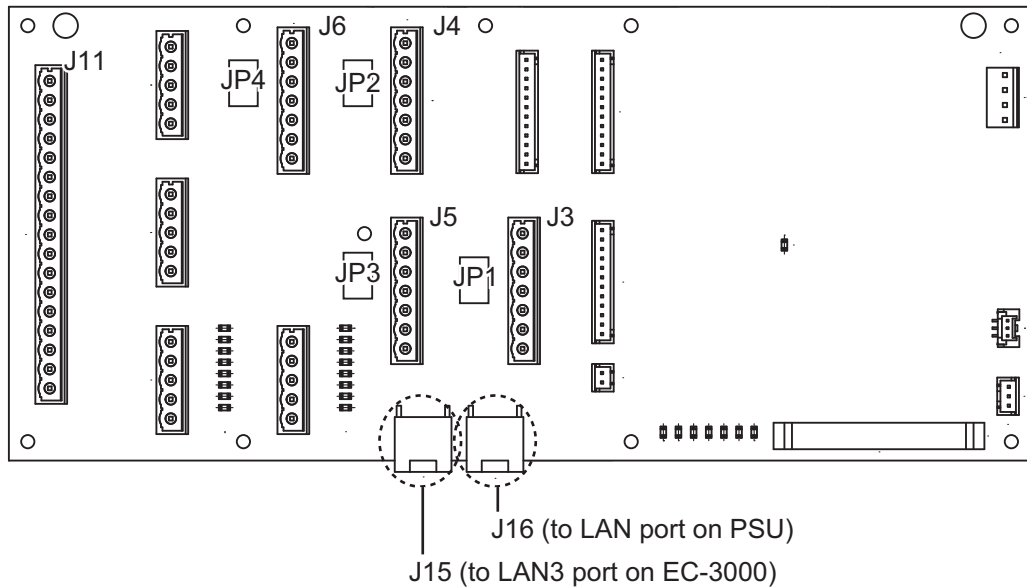 J6
J4
J11
JP4
JP2
J5
J3
JP3
JP1
J16 (to LAN port on PSU)
J15 (to LAN3 port on EC-3000)